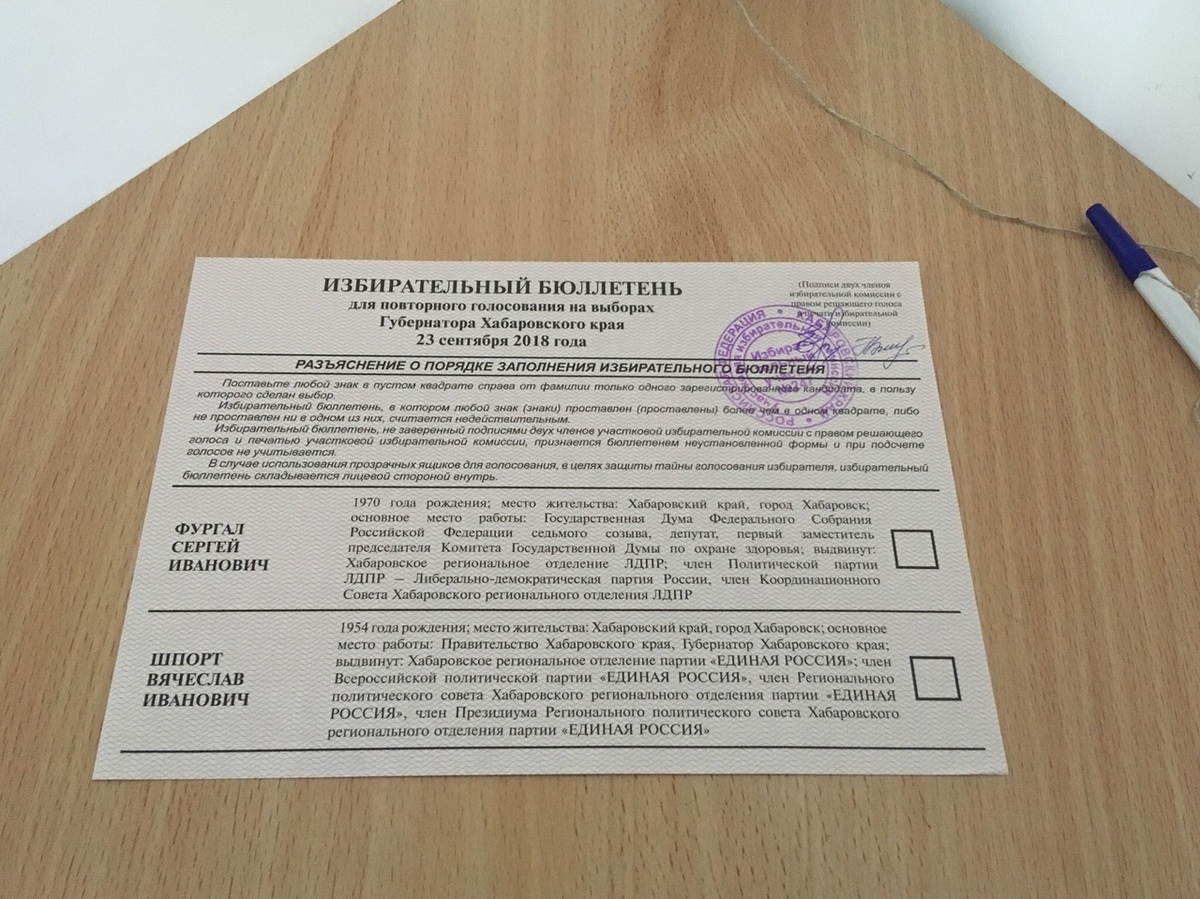 ИЗБИРАТЕЛЬНЫЙ БЮЛЛЕТЕНЬ
для повторного голосования на выборах
Губернатора Хабаровского края
23 сентября 2018 года
(Подписи двух членов
избирательной комиссии с
правом решающего голоса
и печать избирательной
комиссии)
РАЗЪЯСНЕНИЕ О ПОРЯДКЕ ЗАПОЛНЕНИЯ ИЗБИРАТЕЛЬНОГО БЮЛЛЕТЕНЯ
Поставьте любой знак в пустом квадрате справа от фамилии только одного зарегистрированного кандидата, в пользу
которого сделан выбор.
Избирательный бюллетень, в котором любой знак (знаки) проставлен (проставлены) более чем в одном квадрате, либо
не проставлен ни в одном из них, считается недействительным.
Избирательный бюллетень, не заверенный подписями двух членов участковой избирательной комиссии с правом решающего
голоса и печатью участковой избирательной комиссии, признается бюллетенем неустановленной формы и при подсчете
голосов не учитывается.
В случае использования прозрачных ящиков для голосования, в целях защиты тайны голосования избирателя, избирательный
бюллетень складывается лицевой стороной внутрь.
ФУРГАЛ
СЕРГЕЙ
ИВАНОВИЧ
1970 года рождения; место жительства: Хабаровский край, город Хабаровск;
основное место работы: Государственная Дума Федерального Собрания
Российской Федерации седьмого созыва, депутат, первый заместитель
председателя Комитета Государственной Думы по охране здоровья; выдвинут:
Хабаровское региональное отделение ЛДПР; член Политической партии
ЛДПР – Либерально-демократическая партия России, член Координационного
Совета Хабаровского регионального отделения ЛДПР
ШПОРТ
ВЯЧЕСЛАВ
ИВАНОВИЧ
1954 года рождения; место жительства: Хабаровский край, город Хабаровск; основное
место работы: Правительство Хабаровского края, Губернатор Хабаровского края;
выдвинут: Хабаровское региональное отделение партии «ЕДИНАЯ РОССИЯ»; член
Всероссийской политической партии «ЕДИНАЯ РОССИЯ», член Регионального
политического совета Хабаровского регионального отделения партии «ЕДИНАЯ
РОССИЯ», член Президиума Регионального политического совета Хабаровского
регионального отделения партии «ЕДИНАЯ РОССИЯ»